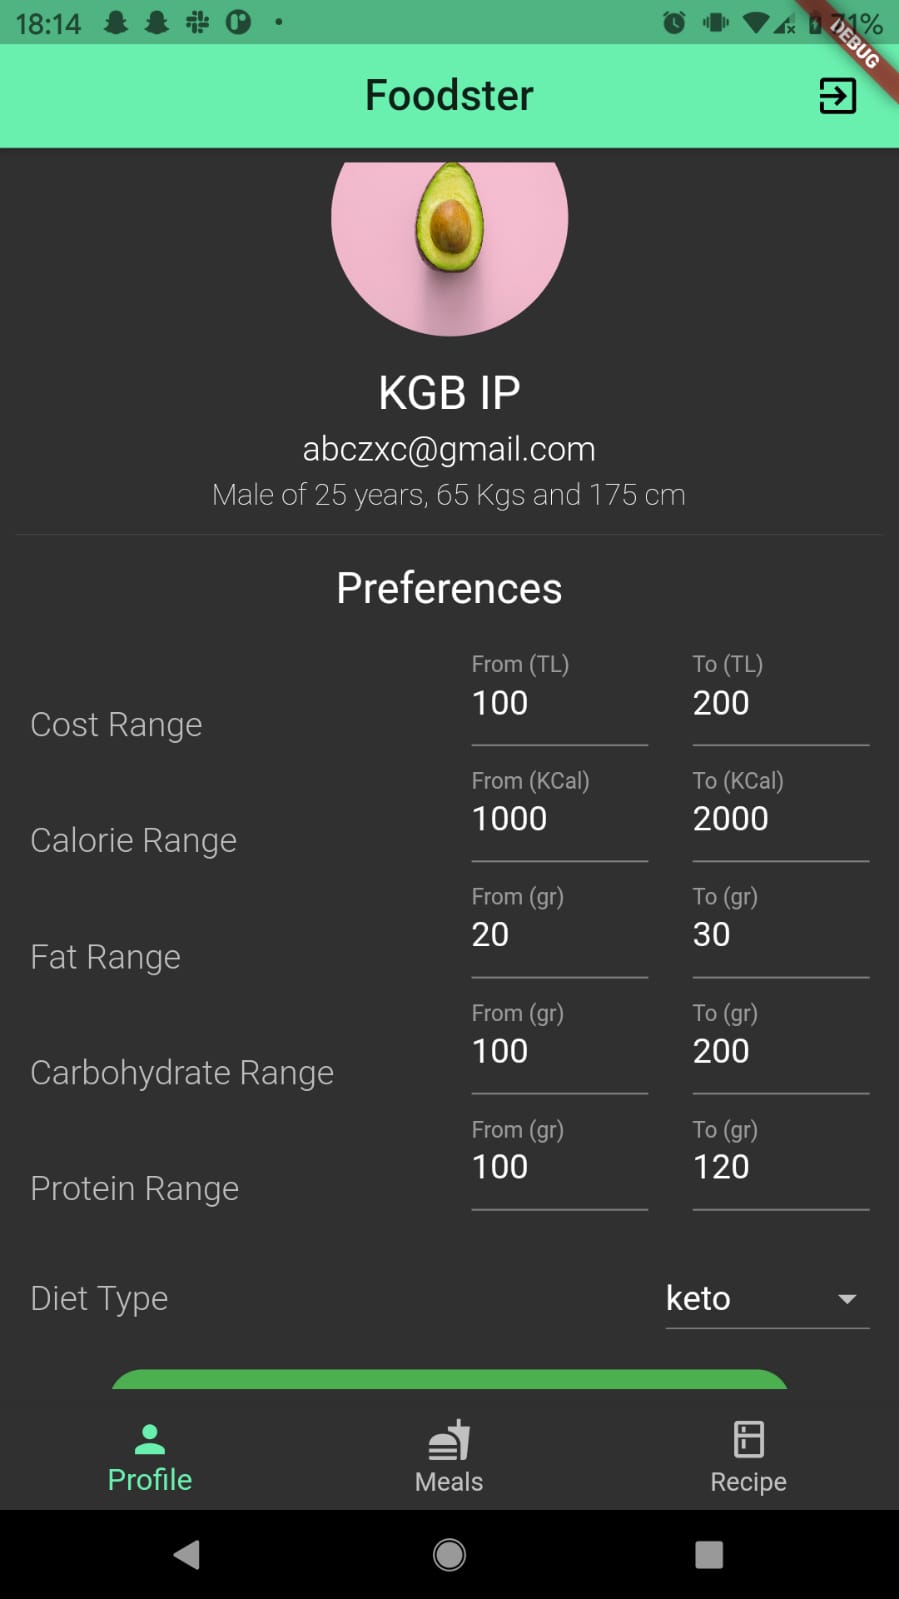 18:14
71%
DEBUG
Foodster
KGB IP
abczxc@gmail.com
Male of 25 years, 65 Kgs and 175 cm
Preferences
From (TL) To (TL)
Cost Range 100 200
From (KCal) To (KCal)
Calorie Range 1000 2000
From (gr) To (gr)
Fat Range 20 30
From (gr) To (gr)
Carbohydrate Range 100 200
From (gr) To (gr)
Protein Range 100 120
Diet Type keto
Profile Meals Recipe